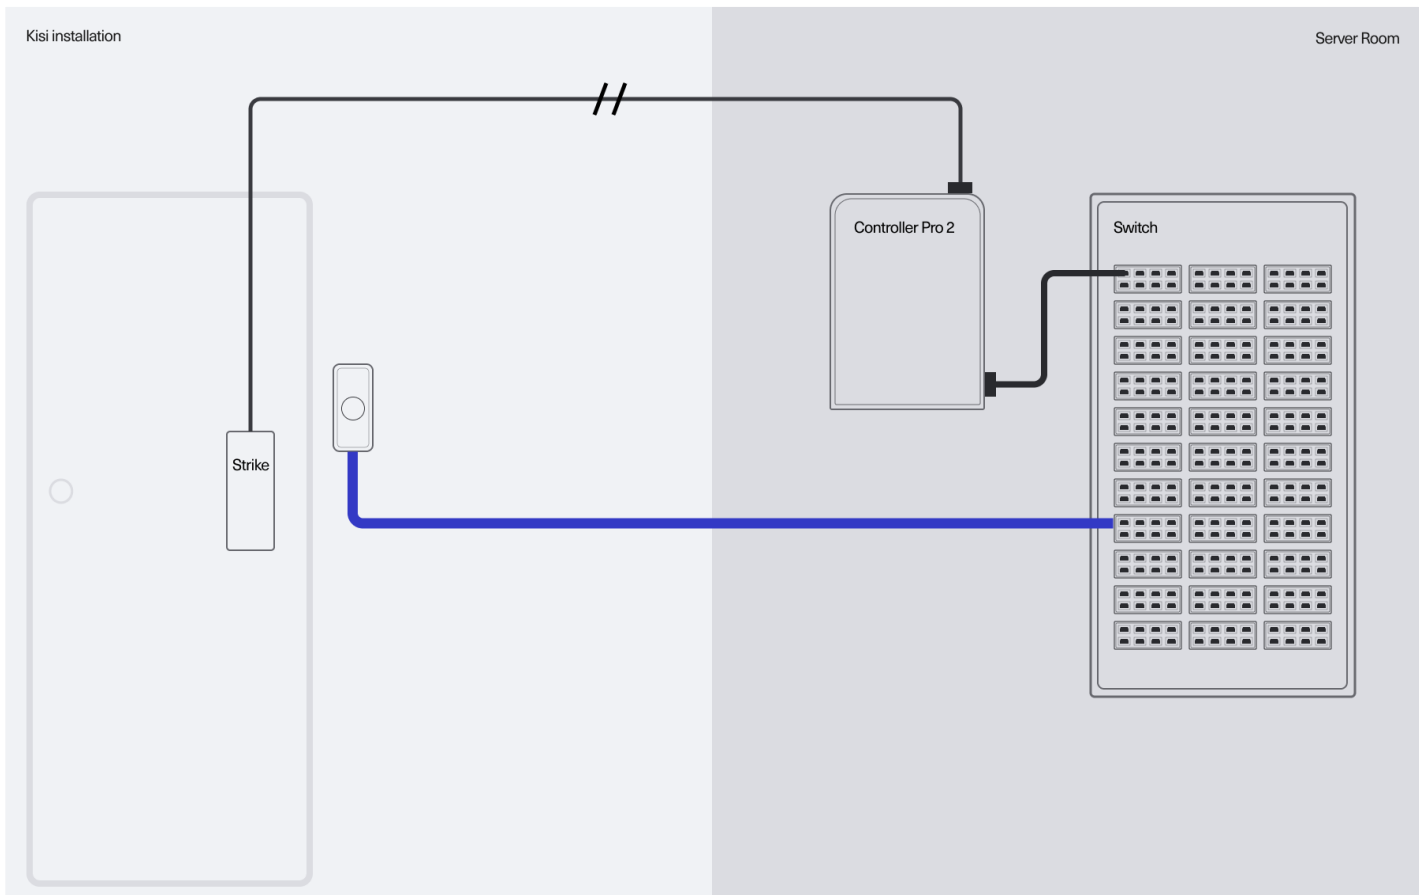 Kisi installation
Server Room
Controller Pro 2
Switch
Strike